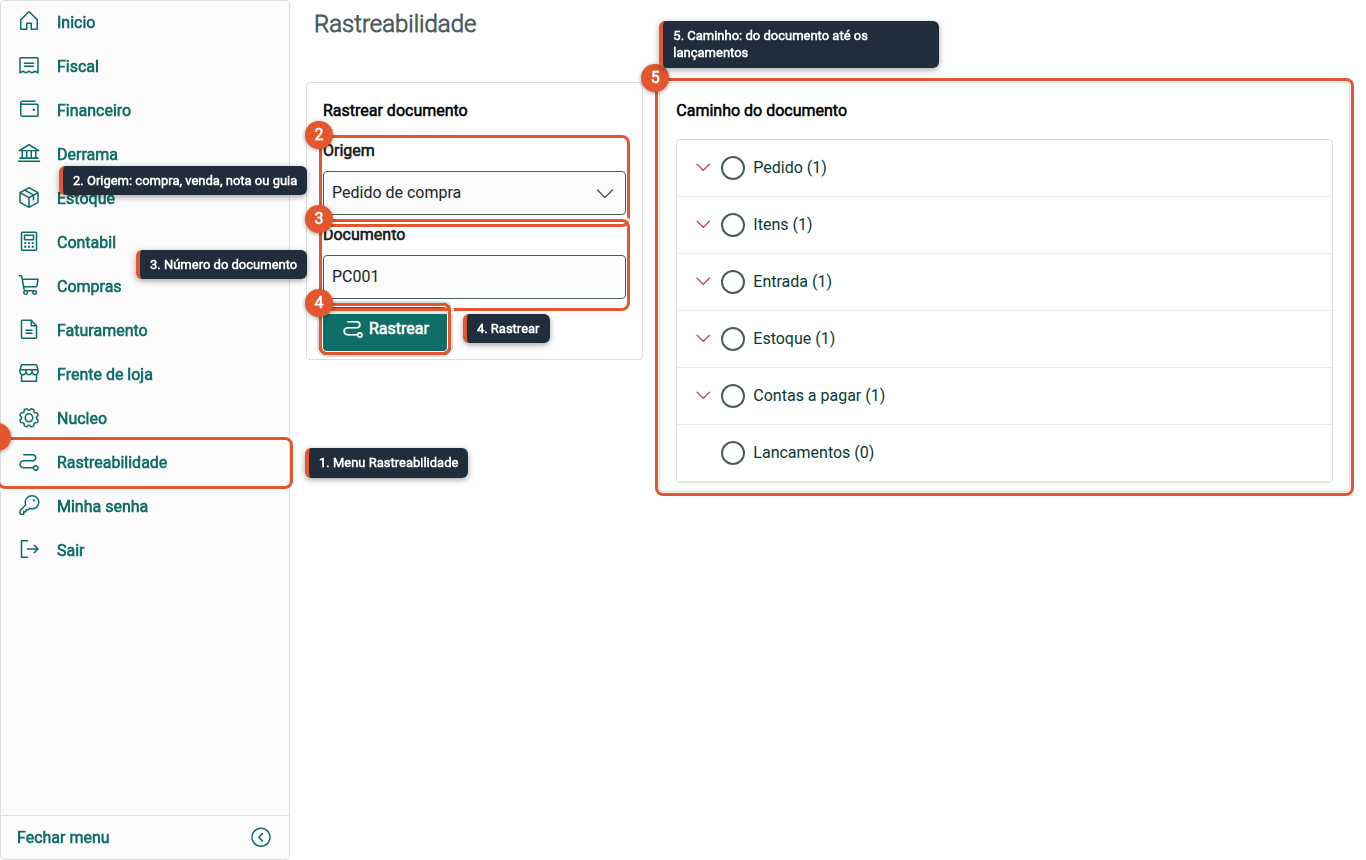 Inicio
Fiscal
Financeiro
Derrama
2. Origem: compra, venda, nota ou guia
Estoque
Contabil
3. Número do documento
Compras
Faturamento
Frente de loja
Nucleo
Rastreabilidade
1. Menu Rastreabilidade
Minha senha
Sair
Fechar menu
Rastreabilidade
Rastrear documento
2
Origem
Pedido de compra
3
Documento
PC001
4
Rastrear
4. Rastrear
5. Caminho: do documento até os
lançamentos
5
Caminho do documento
Pedido (1)
Itens (1)
Entrada (1)
Estoque (1)
Contas a pagar (1)
Lancamentos (0)